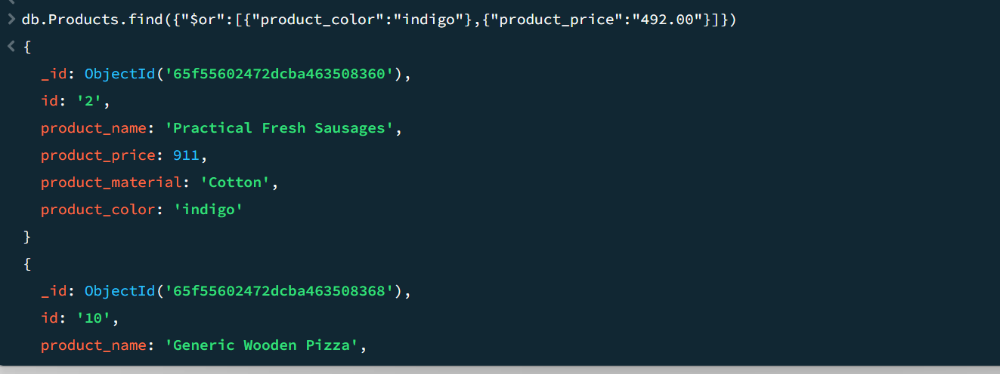 > db.Products.find({"$or":[{"product_color":"indigo"},{"product_price":"492.00"}]})
< {
_id: ObjectId('65f55602472dcba463508360'),
id: '2',
product_name: 'Practical Fresh Sausages',
product_price: 911,
product_material: 'Cotton',
product_color: 'indigo'
}
{
_id: ObjectId('65f55602472dcba463508368'),
id: '10',
product_name: 'Generic Wooden Pizza',